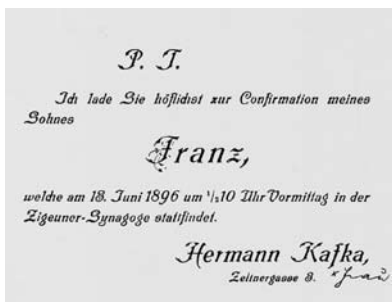 P. T.
Ich lade Sie höflichst zur Confirmation meines
Sohnes
Franz,
welche am 13. Juni 1896 um ½10 Uhr Vormittag in der
Zigeuner-Synagoge stattfindet.
Hermann Kafka,
Zeltnergasse 3. & Frau